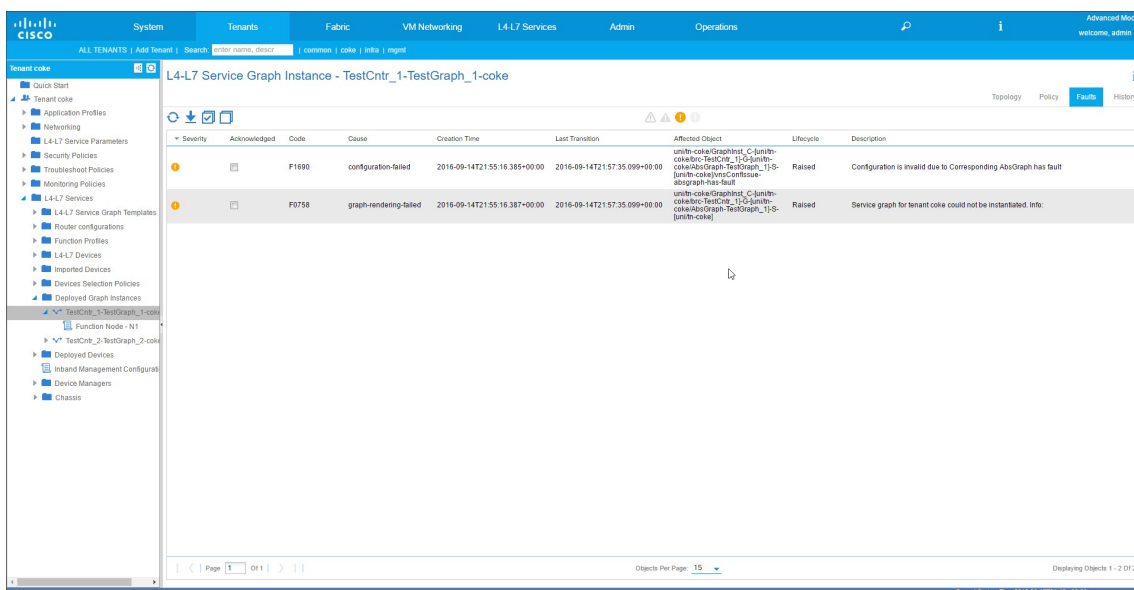 CISCO
System Tenants Fabric VM Networking L4-L7 Services Admin Operations i
Advanced Mod
welcome, admin
ALL TENANTS | Add Tenant | Search: enter name, descr | common | coke | infra | mgmt
Tenant coke
Quick Start
Tenant coke
Application Profiles
Networking
L4-L7 Service Parameters
Security Policies
Troubleshoot Policies
Monitoring Policies
L4-L7 Services
L4-L7 Service Graph Templates
Router configurations
Function Profiles
L4-L7 Devices
Imported Devices
Devices Selection Policies
Deployed Graph Instances
TestCntr_1-TestGraph_1-coke
Function Node - N1
TestCntr_2-TestGraph_2-coke
Deployed Devices
Inband Management Configurati
Device Managers
Chassis
L4-L7 Service Graph Instance - TestCntr_1-TestGraph_1-coke
i
Topology Policy Faults History
Severity Acknowledged Code Cause Creation Time Last Transition Affected Object Lifecycle Description
F1690 configuration-failed 2016-09-14T21:55:16.385+00:00 2016-09-14T21:57:35.099+00:00
uni/tn-coke/GraphInst_C-[uni/tn-
coke/brc-TestCntr_1]-G-[uni/tn-
coke/AbsGraph-TestGraph_1]-S-
[uni/tn-coke]/vnsConfIssue-
absgraph-has-fault
Raised Configuration is invalid due to Corresponding AbsGraph has fault
F0758 graph-rendering-failed 2016-09-14T21:55:16.387+00:00 2016-09-14T21:57:35.099+00:00
uni/tn-coke/GraphInst_C-[uni/tn-
coke/brc-TestCntr_1]-G-[uni/tn-
coke/AbsGraph-TestGraph_1]-S-
[uni/tn-coke]
Raised Service graph for tenant coke could not be instantiated. Info:
Page 1 Of 1 Objects Per Page: 15 Displaying Objects 1 - 2 Of 2